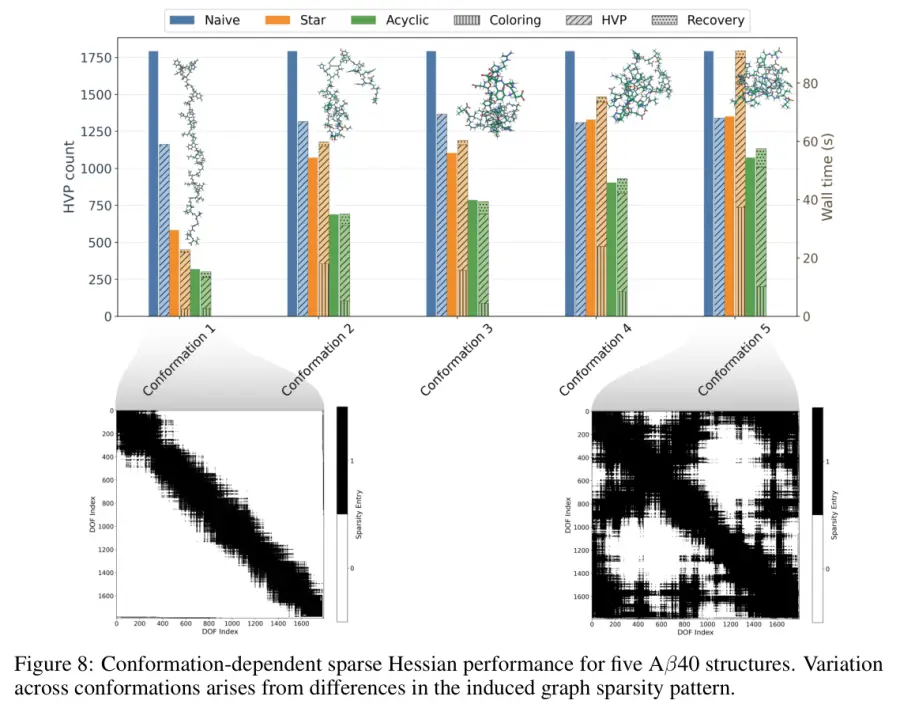 Naive Star Acyclic Coloring HVP Recovery
HVP count
1750
1500
1250
1000
750
500
250
0
80
60
40
20
0
Wall time (s)
Conformation 1
Conformation 2
Conformation 3
Conformation 4
Conformation 5
DOF Index
0
200
400
600
800
1000
1200
1400
1600
0 200 400 600 800 1000 1200 1400 1600
DOF Index
1
0
Sparsity Entry
DOF Index
0
200
400
600
800
1000
1200
1400
1600
0 200 400 600 800 1000 1200 1400 1600
DOF Index
1
0
Sparsity Entry
Figure 8: Conformation-dependent sparse Hessian performance for five Aβ40 structures. Variation
across conformations arises from differences in the induced graph sparsity pattern.